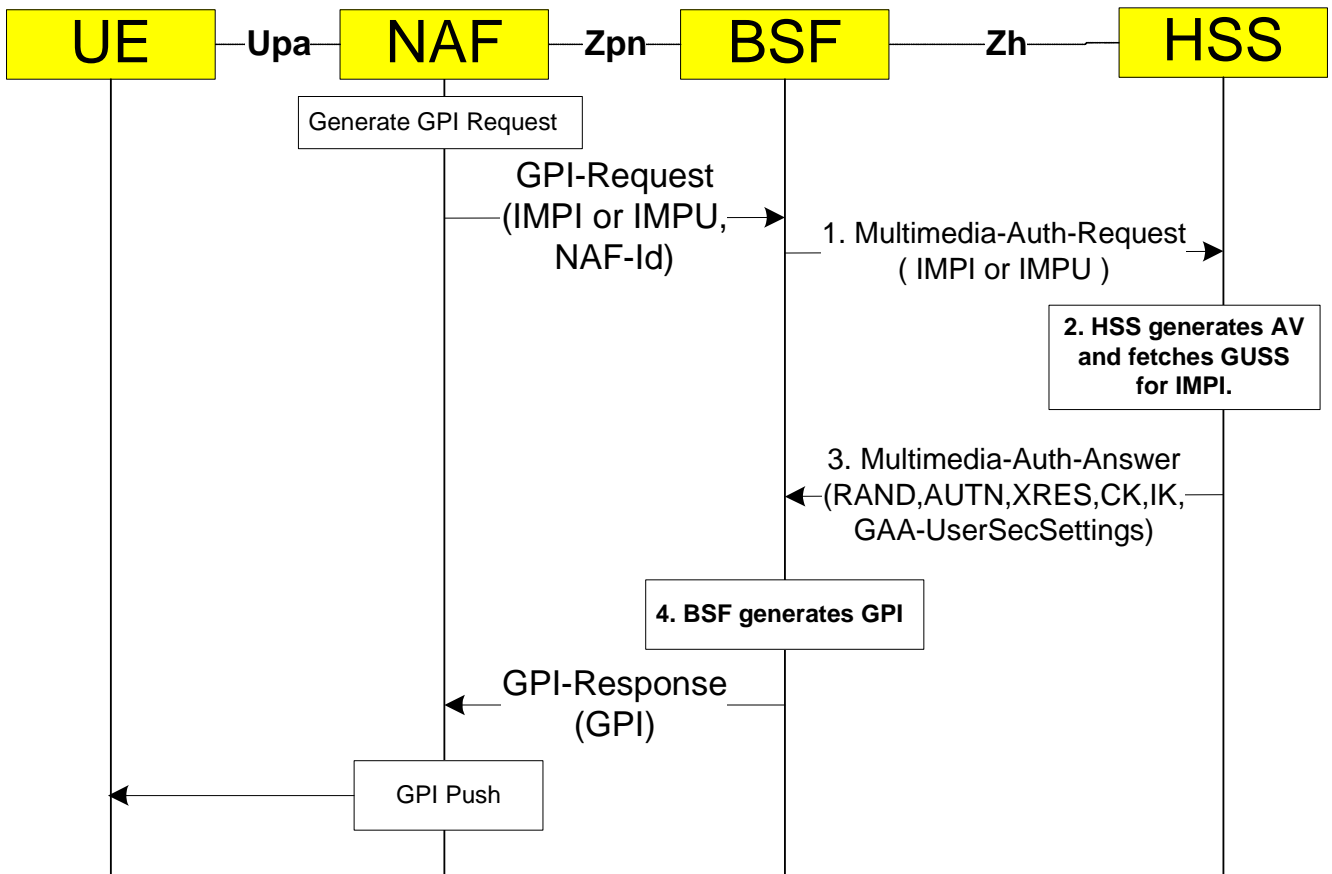 UE
Upa
NAF
Zpn
BSF
Zh
HSS
Generate GPI Request
GPI-Request
(IMPI or IMPU,
NAF-Id)
1. Multimedia-Auth-Request
( IMPI or IMPU )
2. HSS generates AV
and fetches GUSS
for IMPI.
3. Multimedia-Auth-Answer
(RAND,AUTN,XRES,CK,IK,
GAA-UserSecSettings)
4. BSF generates GPI
GPI-Response
(GPI)
GPI Push